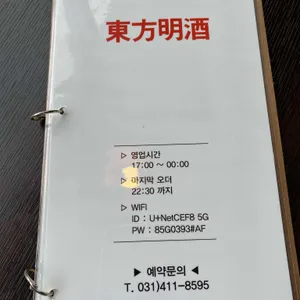 東方明酒
▷ 영업시간
17:00 ~ 00:00
▷ 마지막 오더
22:30 까지
▷ WIFI
ID : U+NetCEF8 5G
PW : 85G0393#AF
▶ 예약문의 ◀
T. 031)411-8595